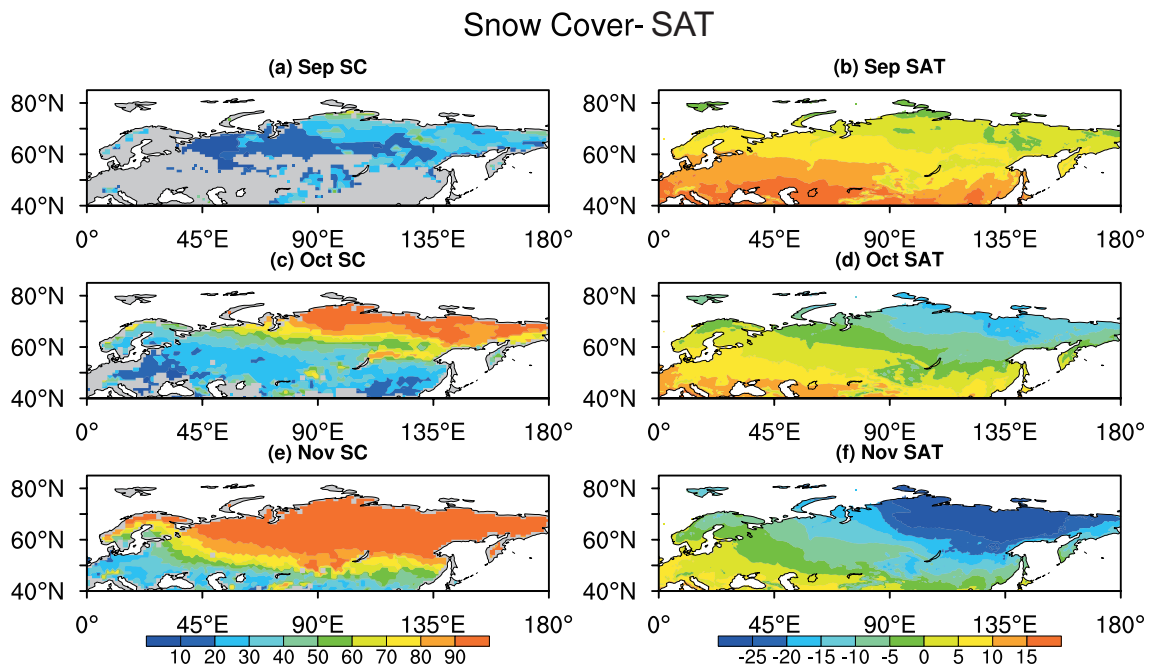 Snow Cover- SAT
(a) Sep SC
(b) Sep SAT
80°N
60°N
40°N
0° 45°E 90°E 135°E 180°
80°N
60°N
40°N
0° 45°E 90°E 135°E 180°
(c) Oct SC
(d) Oct SAT
80°N
60°N
40°N
0° 45°E 90°E 135°E 180°
80°N
60°N
40°N
0° 45°E 90°E 135°E 180°
(e) Nov SC
(f) Nov SAT
80°N
60°N
40°N
0° 45°E 90°E 135°E 180°
80°N
60°N
40°N
0° 45°E 90°E 135°E 180°
10 20 30 40 50 60 70 80 90
-25 -20 -15 -10 -5 0 5 10 15